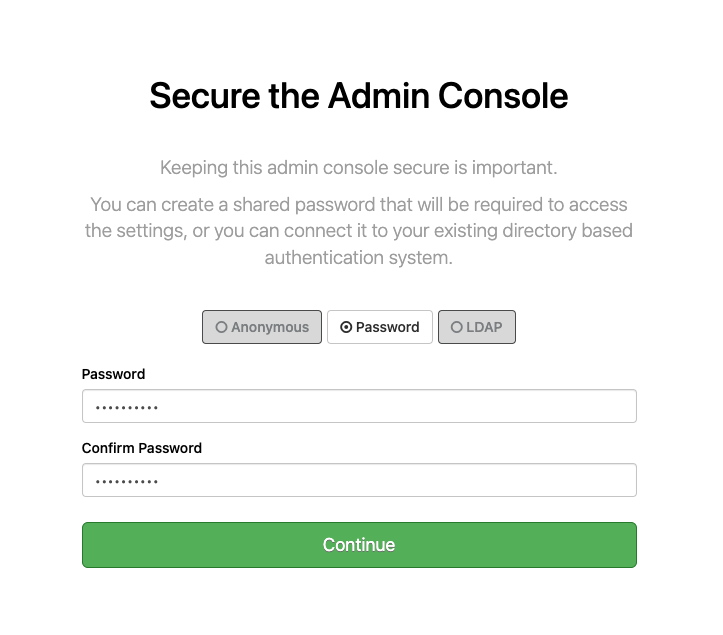 Secure the Admin Console
Keeping this admin console secure is important.
You can create a shared password that will be required to access
the settings, or you can connect it to your existing directory based
authentication system.
Anonymous Password LDAP
Password
••••••••••
Confirm Password
••••••••••
Continue